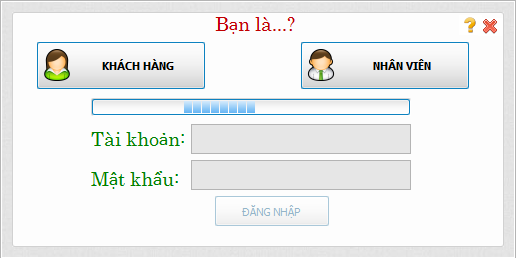 Bạn là...?
KHÁCH HÀNG
NHÂN VIÊN
Tài khoản:
Mật khẩu:
ĐĂNG NHẬP